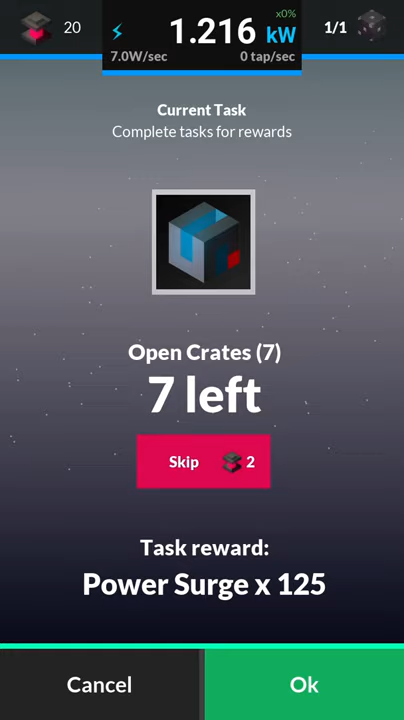 20
x0%
1.216 kW
1/1
7.0W/sec
0 tap/sec
Current Task
Complete tasks for rewards
Open Crates (7)
7 left
Skip 2
Task reward:
Power Surge x 125
Cancel
Ok